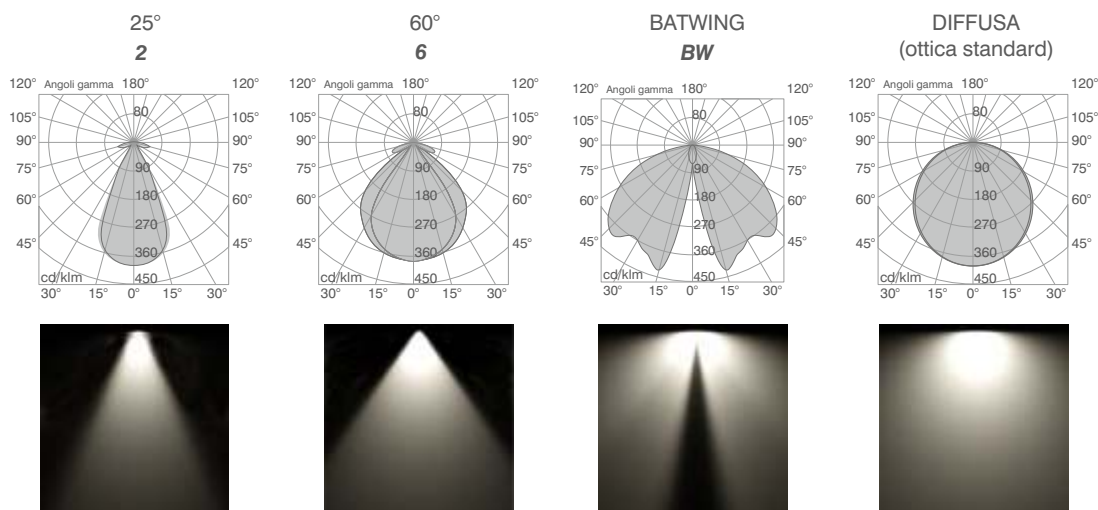 25°
2
120° Angoli gamma 180° 120°
105° 80 105°
90° 90°
75° 90 75°
60° 180 60°
270
45° 360 45°
cd/klm 450
30° 15° 0° 15° 30°
60°
6
120° Angoli gamma 180° 120°
105° 80 105°
90° 90°
75° 90 75°
60° 180 60°
270
45° 360 45°
cd/klm 450
30° 15° 0° 15° 30°
BATWING
BW
120° Angoli gamma 180° 120°
105° 80 105°
90° 90°
75° 90 75°
60° 180 60°
270
45° 360 45°
cd/klm 450
30° 15° 0° 15° 30°
DIFFUSA
(ottica standard)
120° Angoli gamma 180° 120°
105° 80 105°
90° 90°
75° 90 75°
60° 180 60°
270
45° 360 45°
cd/klm 450
30° 15° 0° 15° 30°